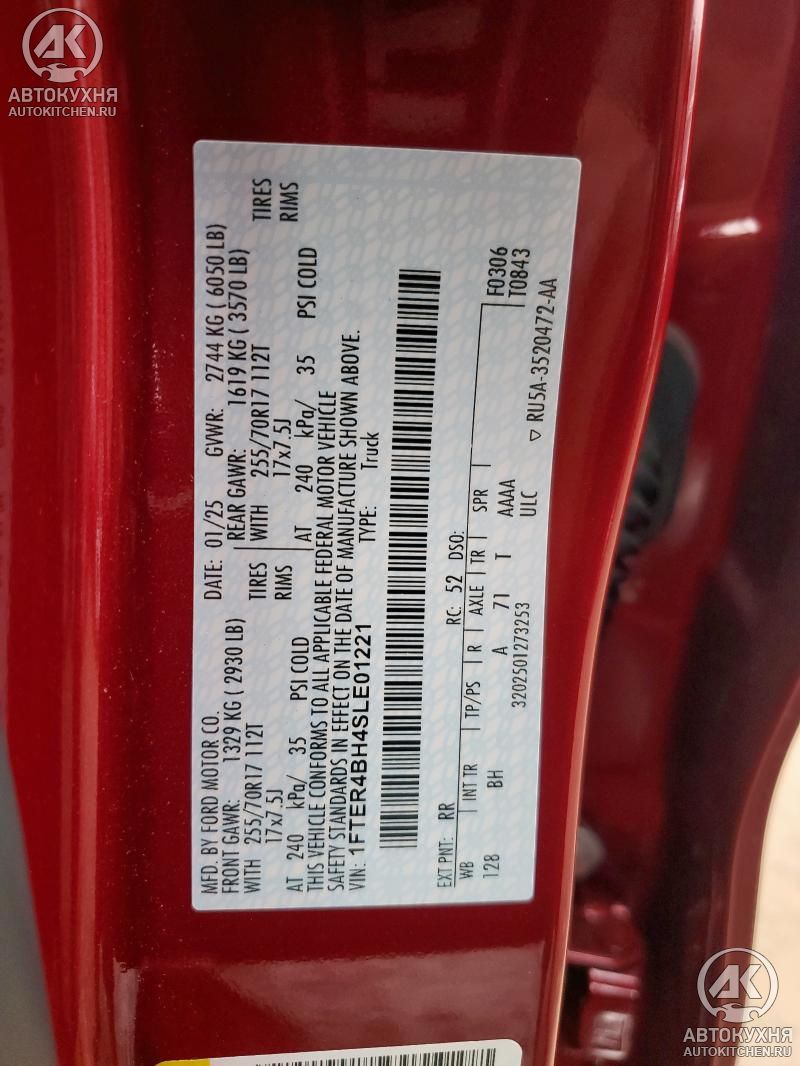 AK
АВТОКУХНЯ
AUTOKITCHEN.RU
MFD. BY FORD MOTOR CO.
DATE: 01/25 GVWR: 2744 KG ( 6050 LB)
FRONT GAWR: 1329 KG ( 2930 LB)
REAR GAWR: 1619 KG ( 3570 LB)
WITH 255/70R17 112T TIRES
WITH 255/70R17 112T TIRES
17x7.5J RIMS
17x7.5J RIMS
AT 240 kPa/ 35 PSI COLD
AT 240 kPa/ 35 PSI COLD
THIS VEHICLE CONFORMS TO ALL APPLICABLE FEDERAL MOTOR VEHICLE
SAFETY STANDARDS IN EFFECT ON THE DATE OF MANUFACTURE SHOWN ABOVE.
VIN: 1FTER4BH4SLE01221
TYPE: Truck
EXT PNT: RR RC: 52 DSO:
WB INT TR TP/PS R AXLE TR SPR
128 BH A 71 T AAAA
F0306
T0843
3202501273253 ULC
▽ RU5A-3520472-AA
AK
АВТОКУХНЯ
AUTOKITCHEN.RU